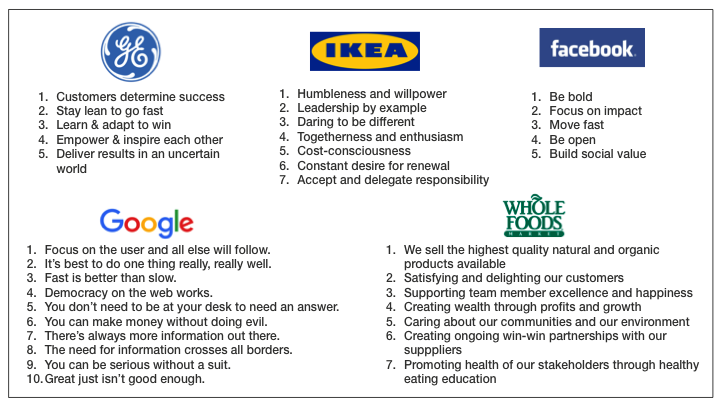 GE
IKEA
facebook
1. Customers determine success
2. Stay lean to go fast
3. Learn & adapt to win
4. Empower & inspire each other
5. Deliver results in an uncertain
world
1. Humbleness and willpower
2. Leadership by example
3. Daring to be different
4. Togetherness and enthusiasm
5. Cost-consciousness
6. Constant desire for renewal
7. Accept and delegate responsibility
1. Be bold
2. Focus on impact
3. Move fast
4. Be open
5. Build social value
Google
1. Focus on the user and all else will follow.
2. It's best to do one thing really, really well.
3. Fast is better than slow.
4. Democracy on the web works.
5. You don't need to be at your desk to need an answer.
6. You can make money without doing evil.
7. There's always more information out there.
8. The need for information crosses all borders.
9. You can be serious without a suit.
10. Great just isn't good enough.
WHOLE
FOODS
MARKET
1. We sell the highest quality natural and organic
products available
2. Satisfying and delighting our customers
3. Supporting team member excellence and happiness
4. Creating wealth through profits and growth
5. Caring about our communities and our environment
6. Creating ongoing win-win partnerships with our
supppliers
7. Promoting health of our stakeholders through healthy
eating education